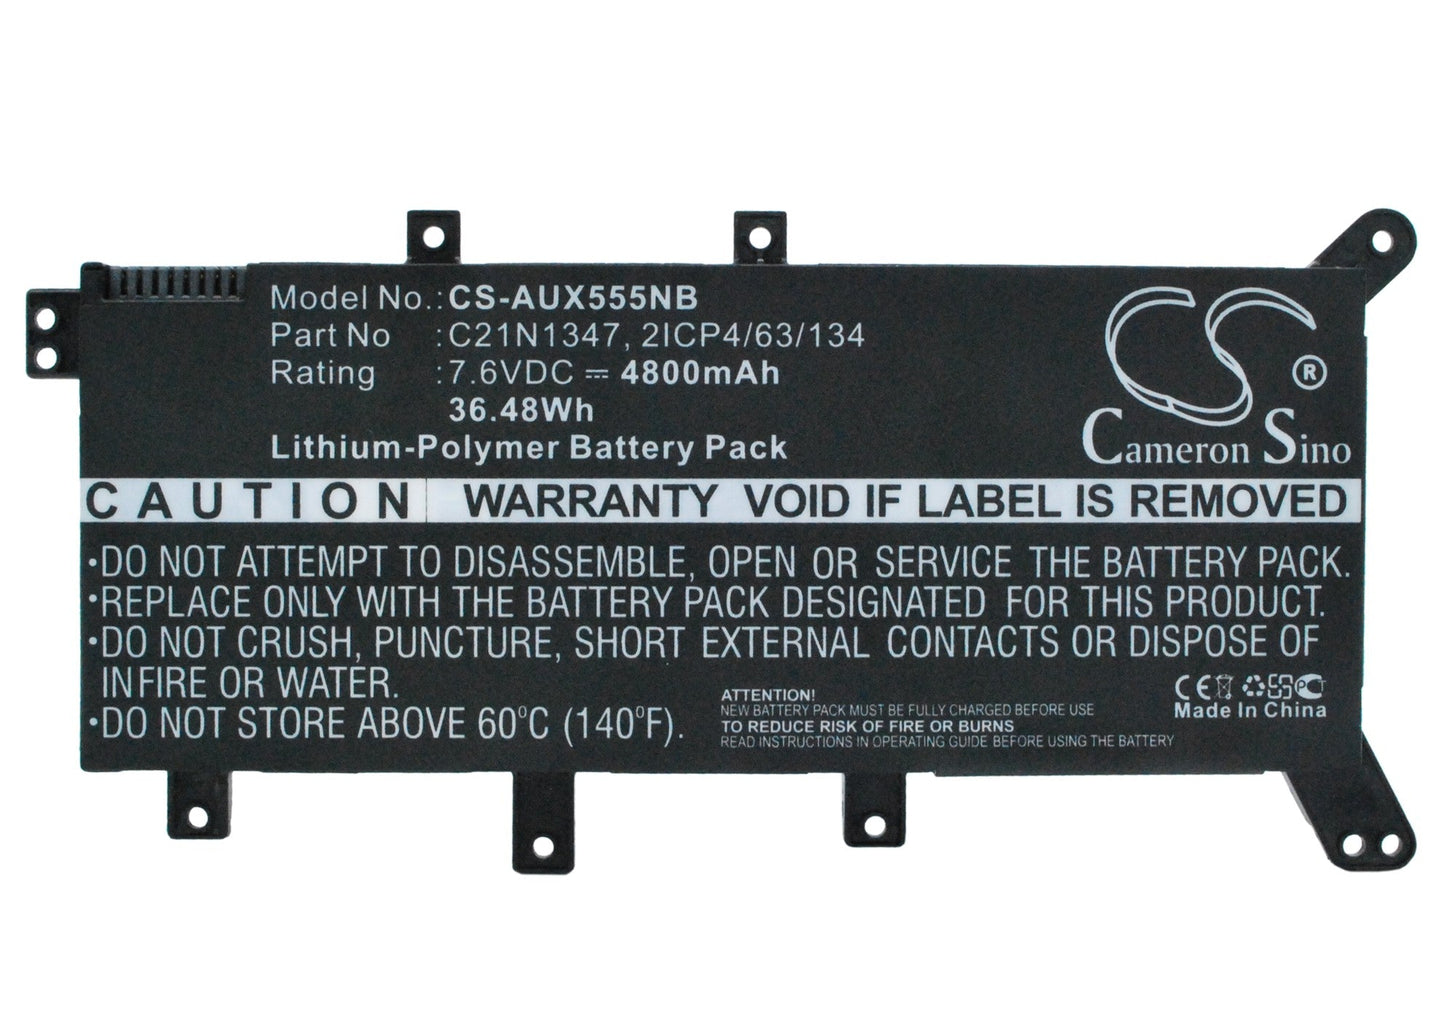 Model No.: CS-AUX555NB
Part No : C21N1347, 2ICP4/63/134
Rating : 7.6VDC ⎓ 4800mAh
36.48Wh
Lithium-Polymer Battery Pack
CS ®
Cameron Sino
CAUTION WARRANTY VOID IF LABEL IS REMOVED
•DO NOT ATTEMPT TO DISASSEMBLE, OPEN OR SERVICE THE BATTERY PACK.
•REPLACE ONLY WITH THE BATTERY PACK DESIGNATED FOR THIS PRODUCT.
•DO NOT CRUSH, PUNCTURE, SHORT EXTERNAL CONTACTS OR DISPOSE OF
INFIRE OR WATER.
•DO NOT STORE ABOVE 60°C (140°F).
ATTENTION!
NEW BATTERY PACK MUST BE FULLY CHARGED BEFORE USE
TO REDUCE RISK OF FIRE OR BURNS
READ INSTRUCTIONS IN OPERATING GUIDE BEFORE USING THE BATTERY
CE PCT
Made In China